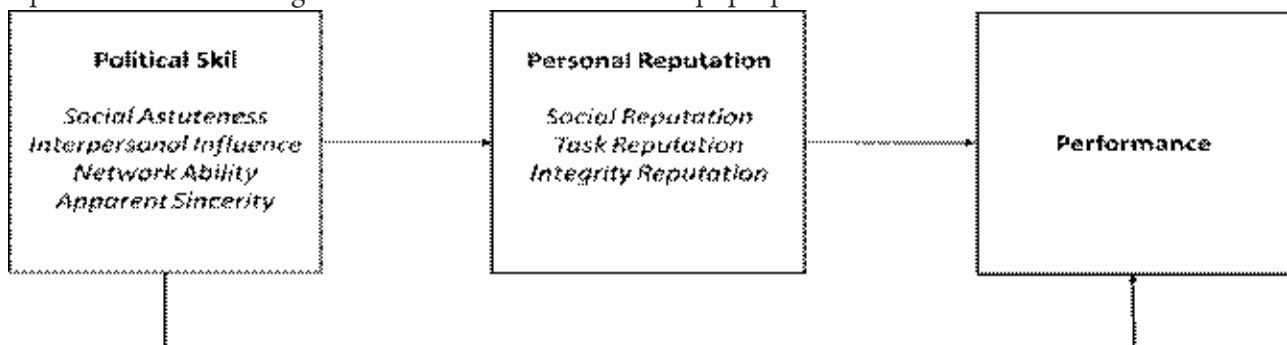 Political Skil
Social Astuteness
Interpersonal Influence
Network Ability
Apparent Sincerity
Personal Reputation
Social Reputation
Task Reputation
Integrity Reputation
Performance